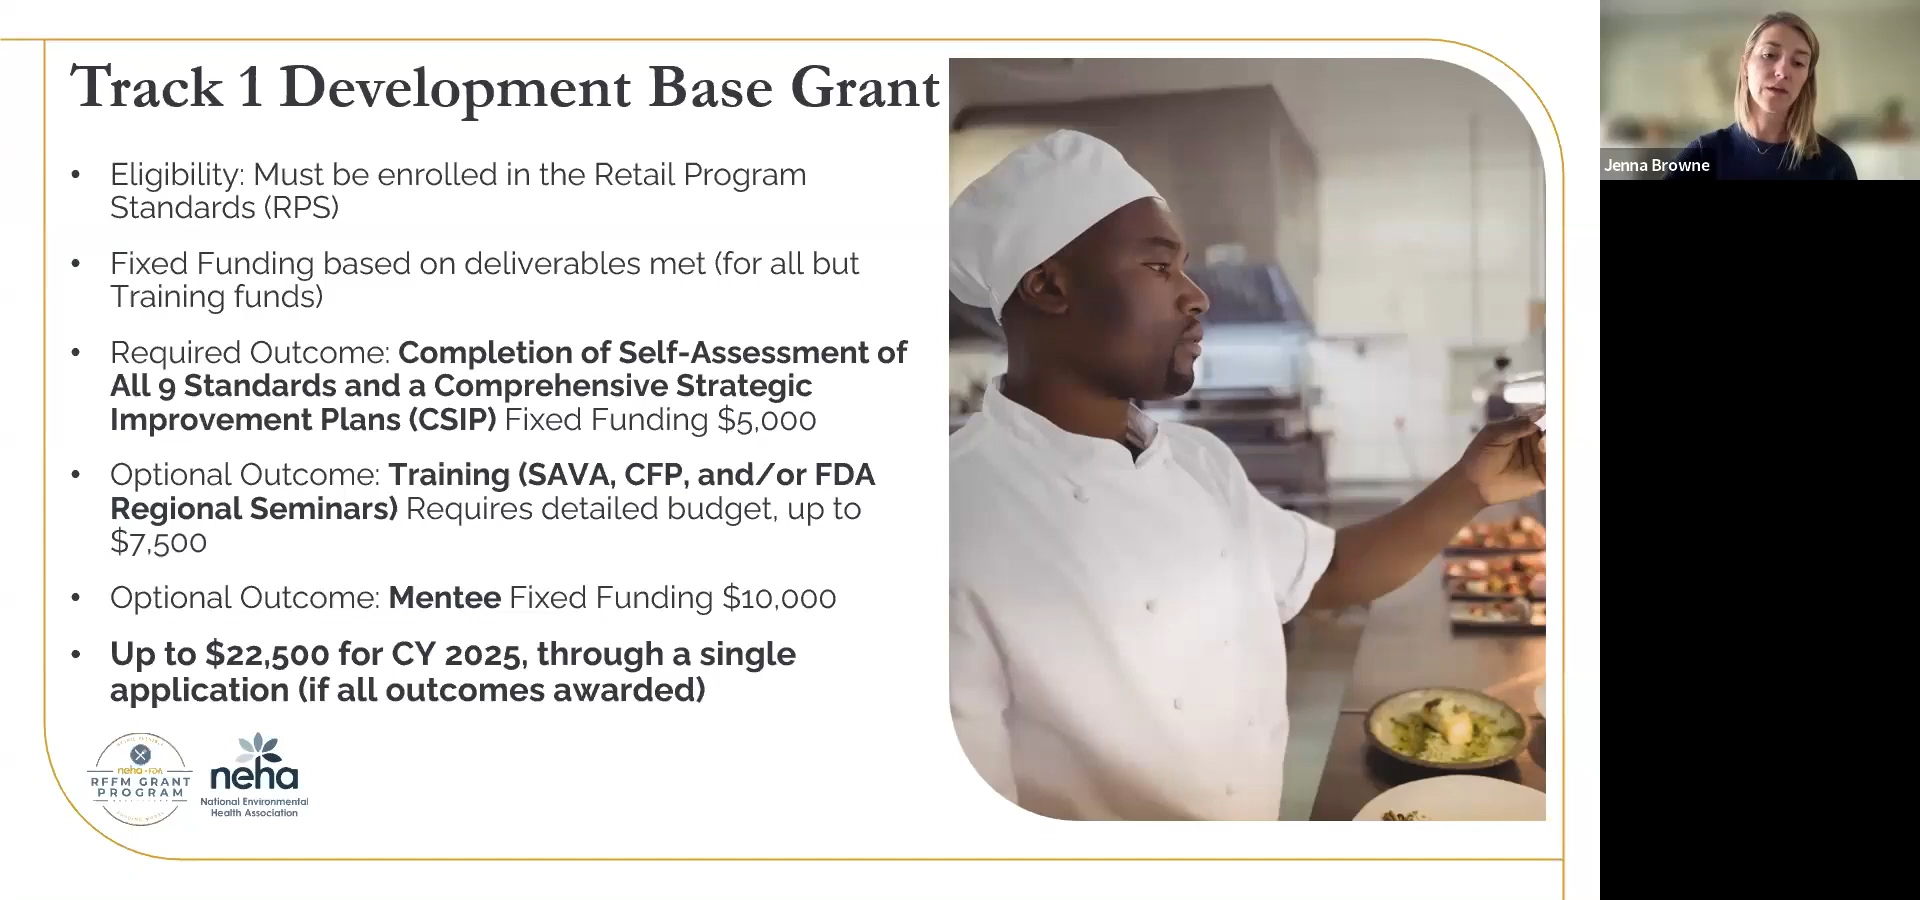 Track 1 Development Base Grant
• Eligibility: Must be enrolled in the Retail Program
Standards (RPS)
• Fixed Funding based on deliverables met (for all but
Training funds)
• Required Outcome: Completion of Self-Assessment of
All 9 Standards and a Comprehensive Strategic
Improvement Plans (CSIP) Fixed Funding $5,000
• Optional Outcome: Training (SAVA, CFP, and/or FDA
Regional Seminars) Requires detailed budget, up to
$7,500
• Optional Outcome: Mentee Fixed Funding $10,000
• Up to $22,500 for CY 2025, through a single
application (if all outcomes awarded)
neha · FDA
RFFM GRANT
PROGRAM
neha
National Environmental
Health Association
Jenna Browne